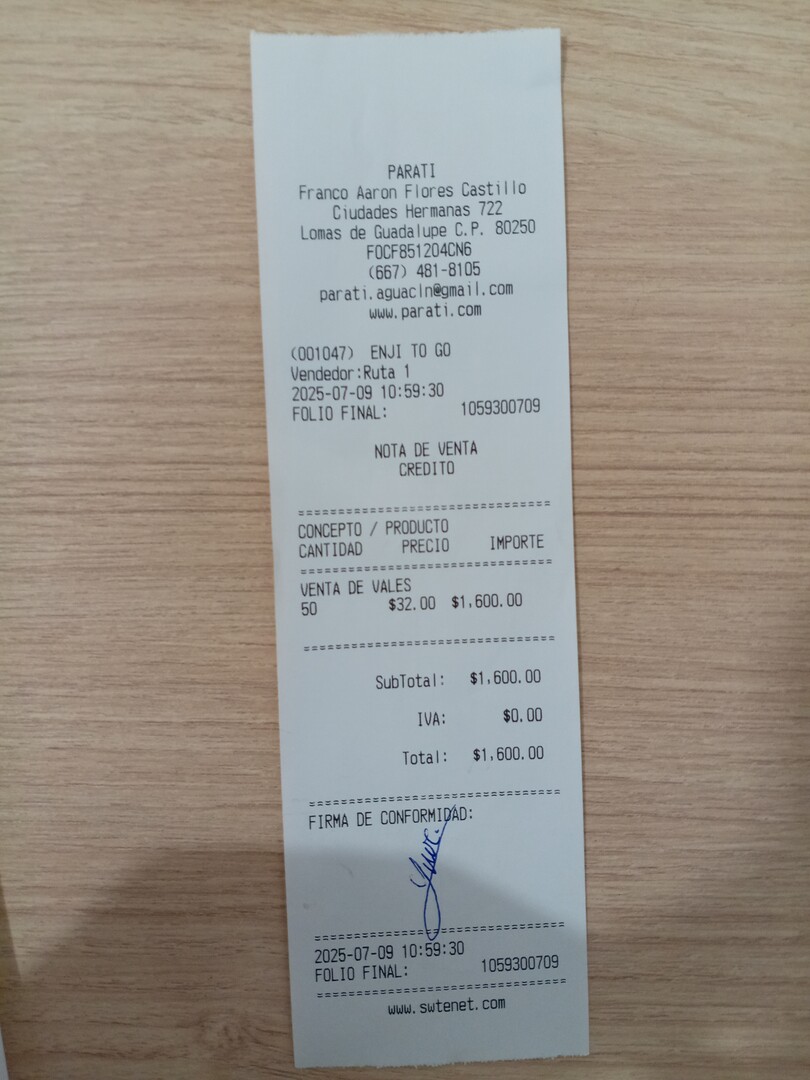 PARATI
Franco Aaron Flores Castillo
Ciudades Hermanas 722
Lomas de Guadalupe C.P. 80250
FOCF851204CN6
(667) 481-8105
parati.aguacln@gmail.com
www.parati.com
(001047) ENJI TO GO
Vendedor:Ruta 1
2025-07-09 10:59:30
FOLIO FINAL: 1059300709
NOTA DE VENTA
CREDITO
================================
CONCEPTO / PRODUCTO
CANTIDAD PRECIO IMPORTE
================================
VENTA DE VALES
50 $32.00 $1,600.00
================================
SubTotal: $1,600.00
IVA: $0.00
Total: $1,600.00
================================
FIRMA DE CONFORMIDAD:
================================
2025-07-09 10:59:30
FOLIO FINAL: 1059300709
================================
www.swtenet.com